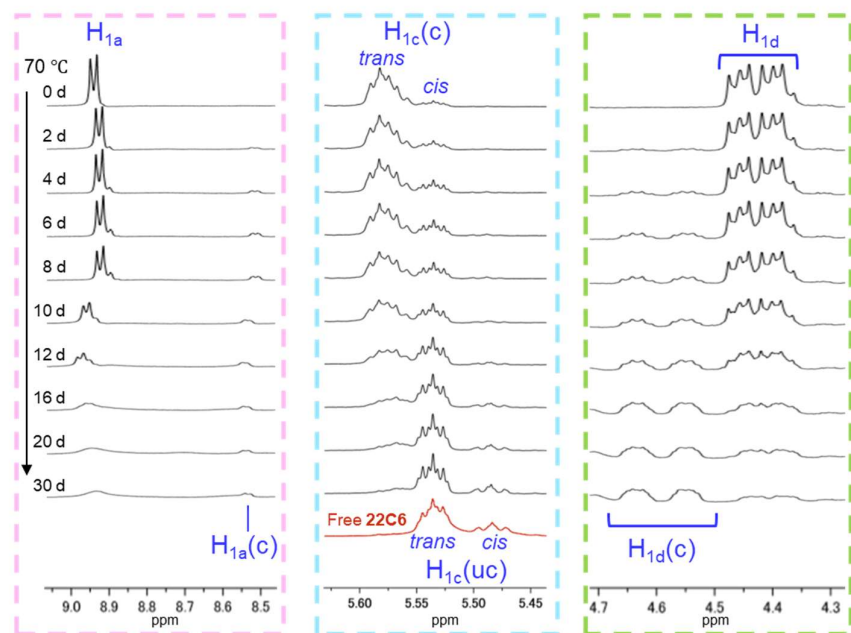 H1a
70 ℃
0 d
2 d
4 d
6 d
8 d
10 d
12 d
16 d
20 d
30 d
H1a(c)
9.0 8.9 8.8 8.7 8.6 8.5
ppm
H1c(c)
trans
cis
Free 22C6
trans
cis
H1c(uc)
5.60 5.55 5.50 5.45
ppm
H1d
H1d(c)
4.7 4.6 4.5 4.4 4.3
ppm